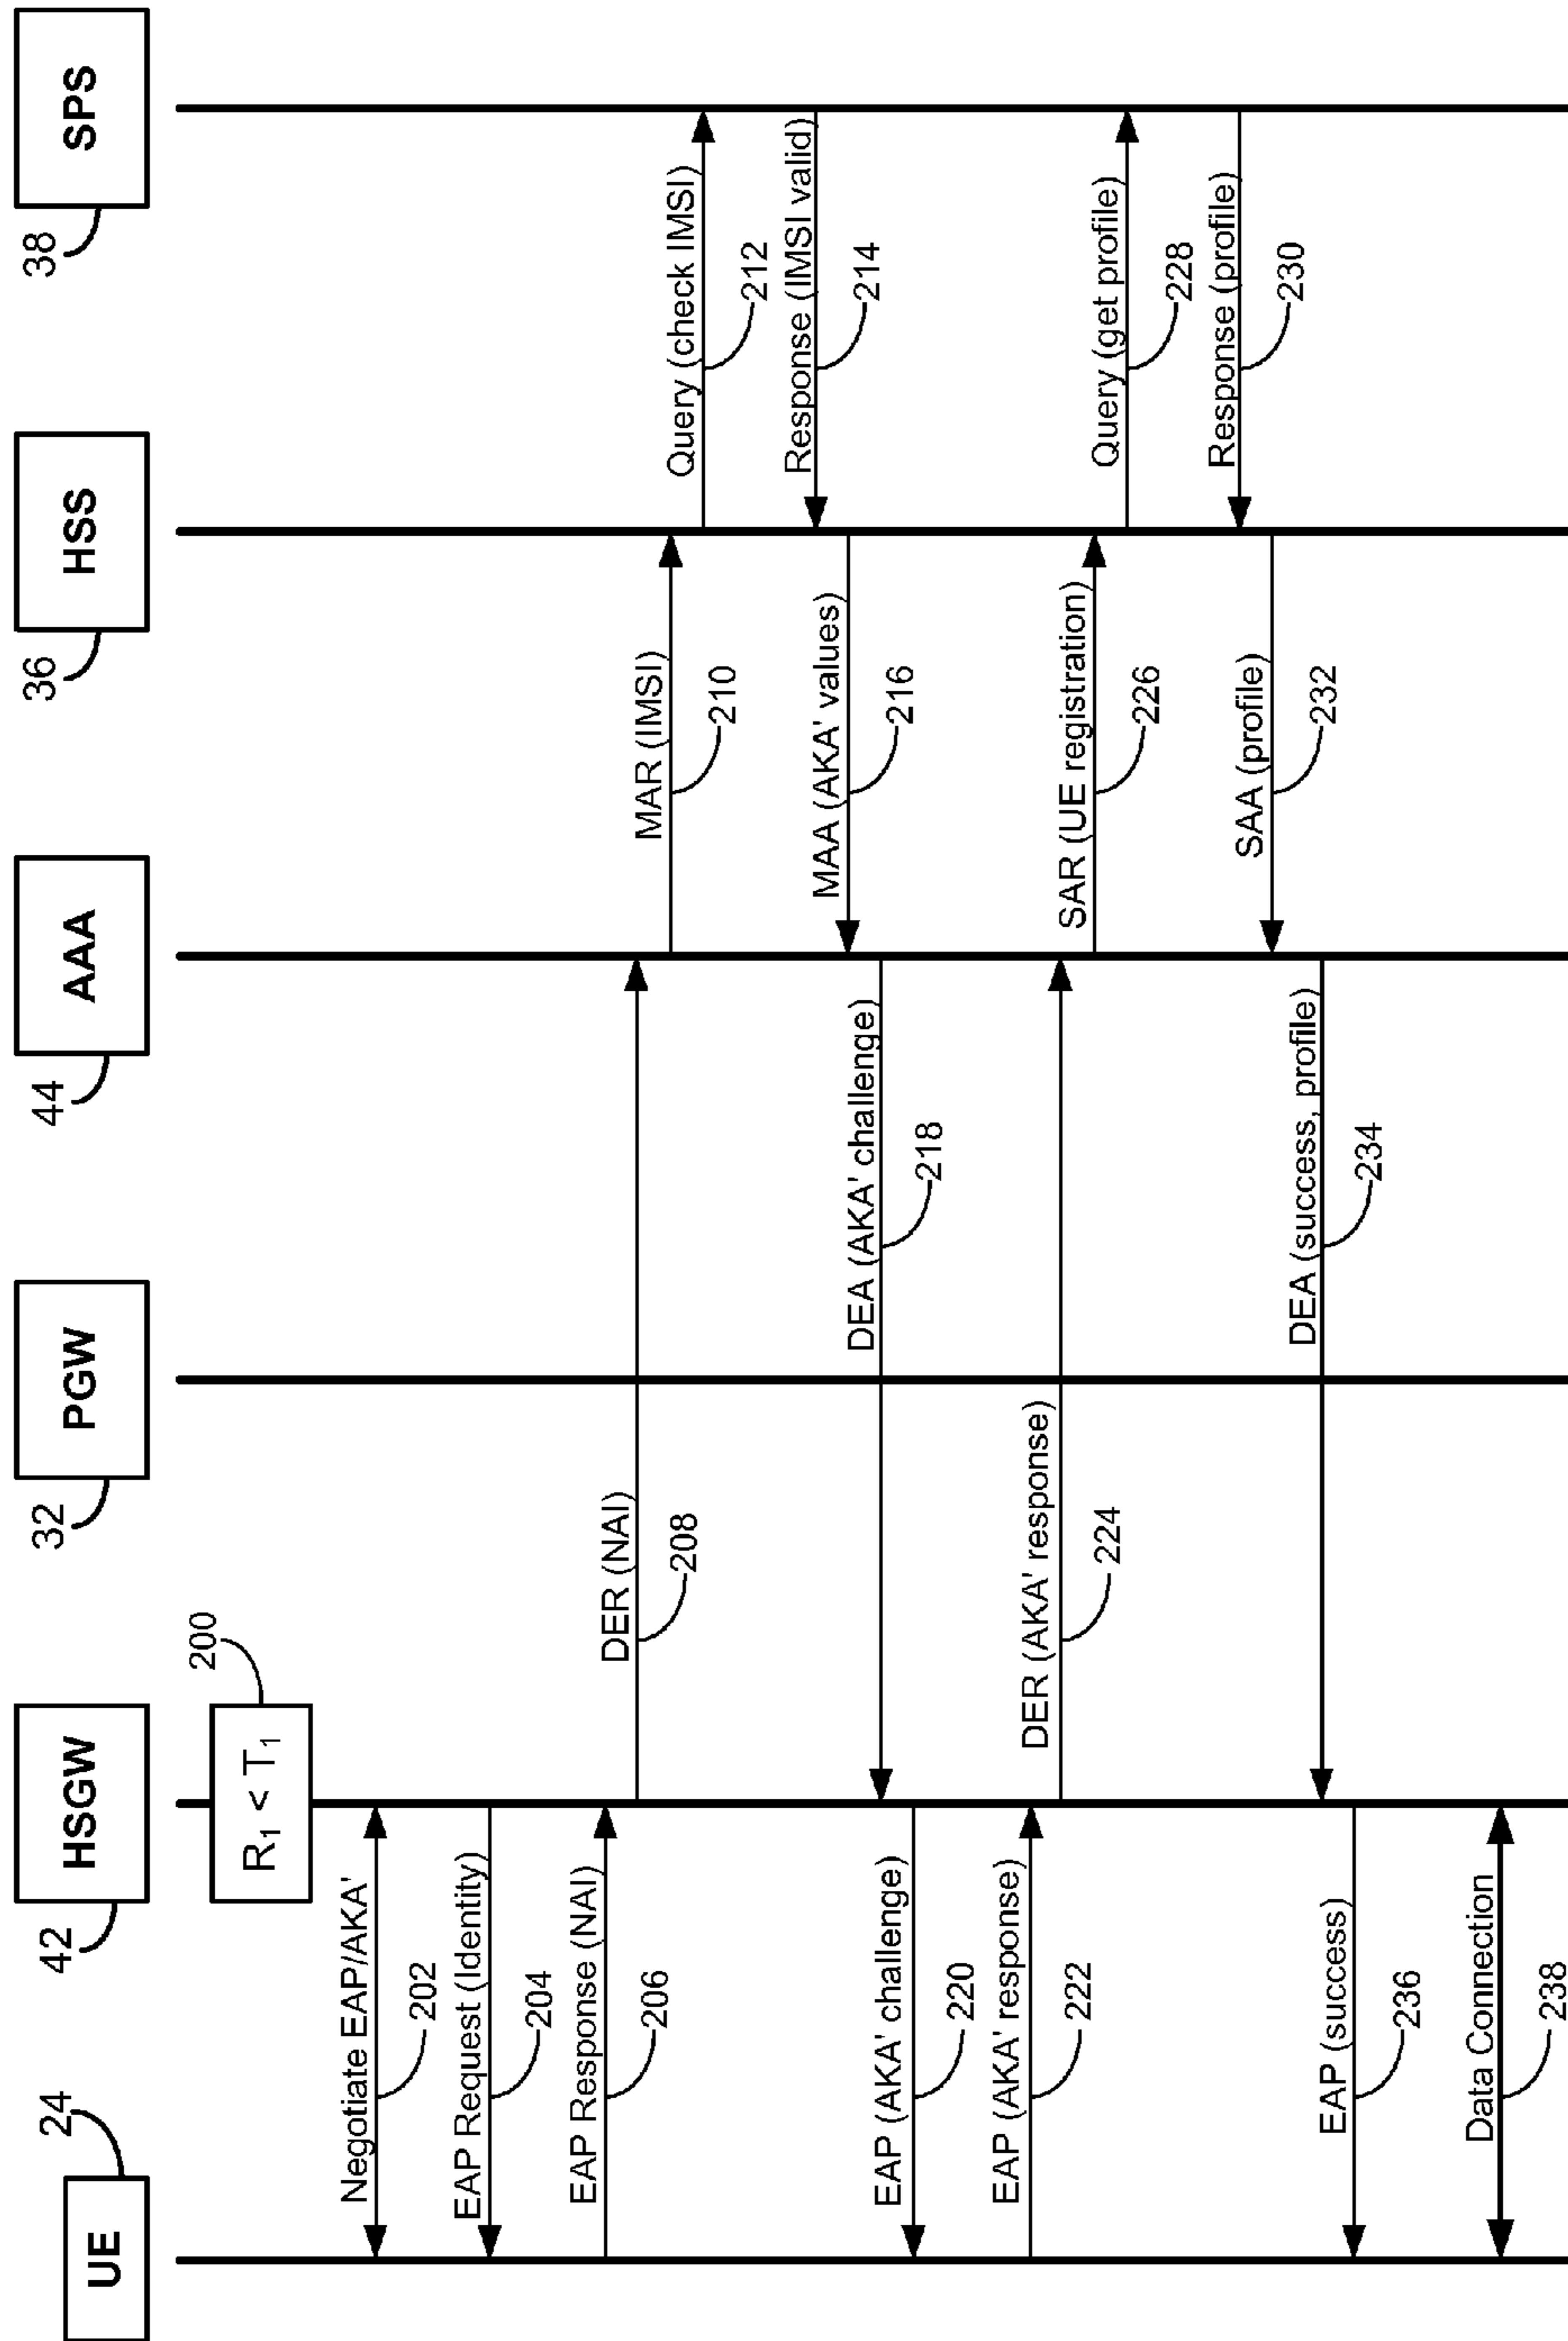 UE
24
HSGW
42
PGW
32
AAA
44
HSS
36
SPS
38
R1 < T1
200
Negotiate EAP/AKA'
202
EAP Request (Identity)
204
EAP Response (NAI)
206
DER (NAI)
208
MAR (IMSI)
210
Query (check IMSI)
212
Response (IMSI valid)
214
MAA (AKA' values)
216
DEA (AKA' challenge)
218
EAP (AKA' challenge)
220
EAP (AKA' response)
222
DER (AKA' response)
224
SAR (UE registration)
226
Query (get profile)
228
Response (profile)
230
SAA (profile)
232
DEA (success, profile)
234
EAP (success)
236
Data Connection
238